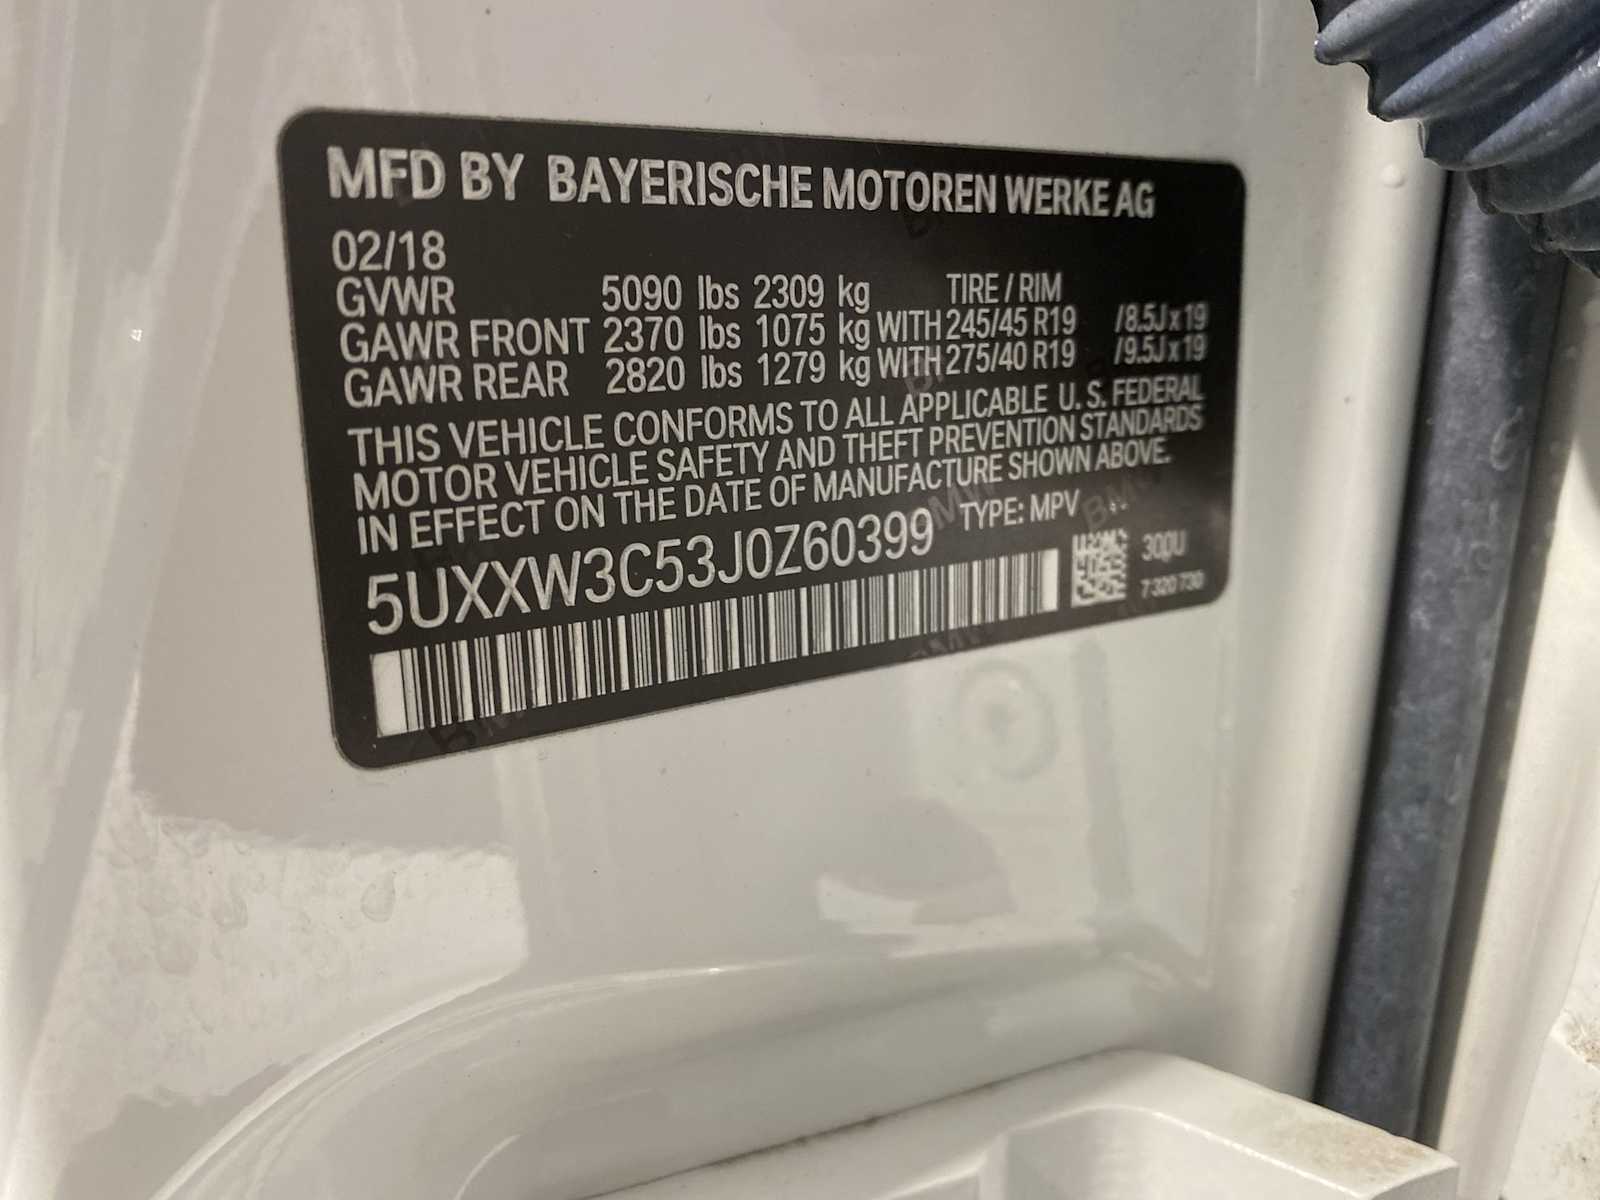 MFD BY BAYERISCHE MOTOREN WERKE AG
02/18
GVWR 5090 lbs 2309 kg TIRE / RIM
GAWR FRONT 2370 lbs 1075 kg WITH 245/45 R19 /8.5J x 19
GAWR REAR 2820 lbs 1279 kg WITH 275/40 R19 /9.5J x 19
THIS VEHICLE CONFORMS TO ALL APPLICABLE U. S. FEDERAL
MOTOR VEHICLE SAFETY AND THEFT PREVENTION STANDARDS
IN EFFECT ON THE DATE OF MANUFACTURE SHOWN ABOVE.
5UXXW3C53J0Z60399 TYPE: MPV
300U
7 320 730